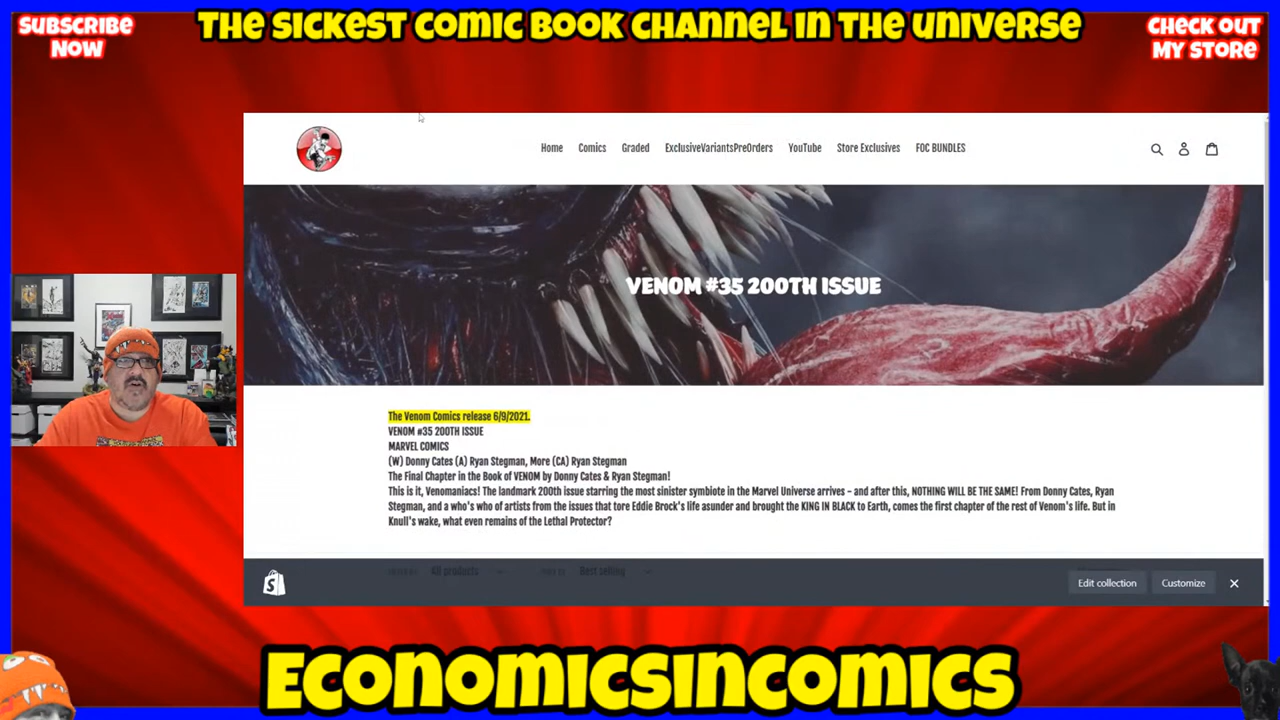 SUBSCRIBE
NOW
THE SICKEST COMIC BOOK CHANNEL IN THE UNIVERSE
CHECK OUT
MY STORE
Home Comics Graded ExclusiveVariantsPreOrders YouTube Store Exclusives FOC BUNDLES
VENOM #35 200TH ISSUE
The Venom Comics release 6/9/2021.
VENOM #35 200TH ISSUE
MARVEL COMICS
(W) Donny Cates (A) Ryan Stegman, More (CA) Ryan Stegman
The Final Chapter in the Book of VENOM by Donny Cates & Ryan Stegman!
This is it, Venomaniacs! The landmark 200th issue starring the most sinister symbiote in the Marvel Universe arrives - and after this, NOTHING WILL BE THE SAME! From Donny Cates, Ryan
Stegman, and a who's who of artists from the issues that tore Eddie Brock's life asunder and brought the KING IN BLACK to Earth, comes the first chapter of the rest of Venom's life. But in
Knull's wake, what even remains of the Lethal Protector?
All products Best selling
Edit collection Customize
EconomicsInComics